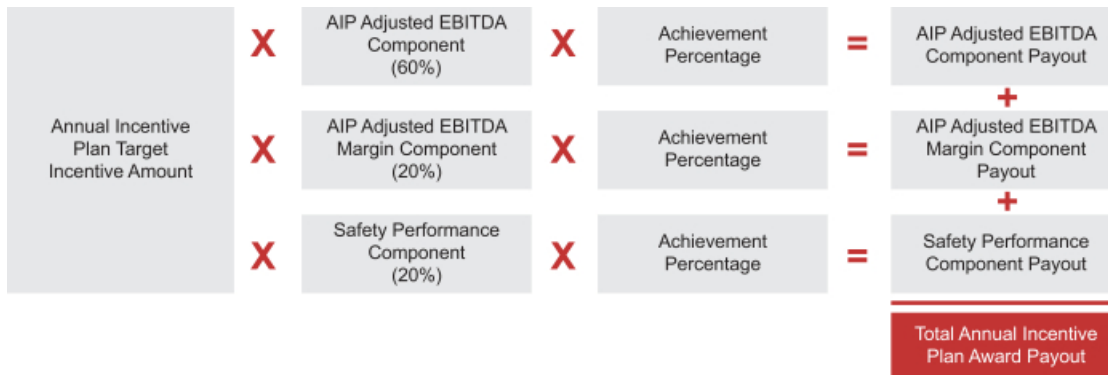 Annual Incentive
Plan Target
Incentive Amount
X
AIP Adjusted EBITDA
Component
(60%)
X
Achievement
Percentage
=
AIP Adjusted EBITDA
Component Payout
+
X
AIP Adjusted EBITDA
Margin Component
(20%)
X
Achievement
Percentage
=
AIP Adjusted EBITDA
Margin Component
Payout
+
X
Safety Performance
Component
(20%)
X
Achievement
Percentage
=
Safety Performance
Component Payout
Total Annual Incentive
Plan Award Payout